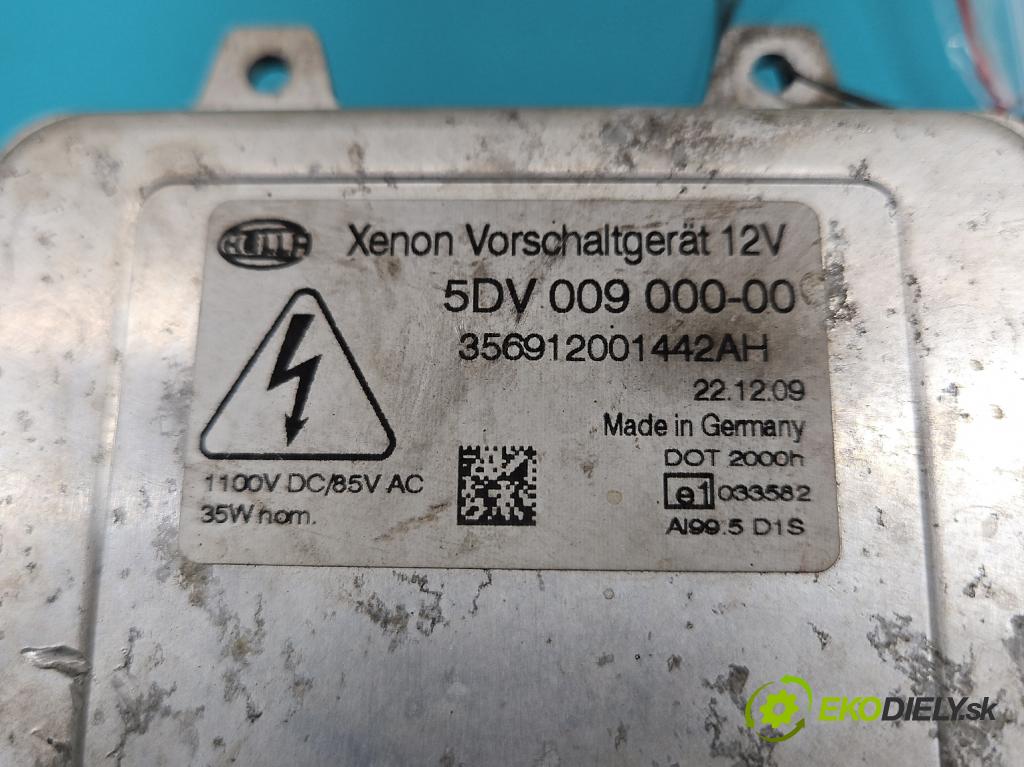 HELLA Xenon Vorschaltgerät 12V
5DV 009 000-00
356912001442AH
22.12.09
Made in Germany
DOT 2000h
1100V DC/85V AC
e1 033582
35W nom.
Al99.5 D1S
EKODIELY.sk